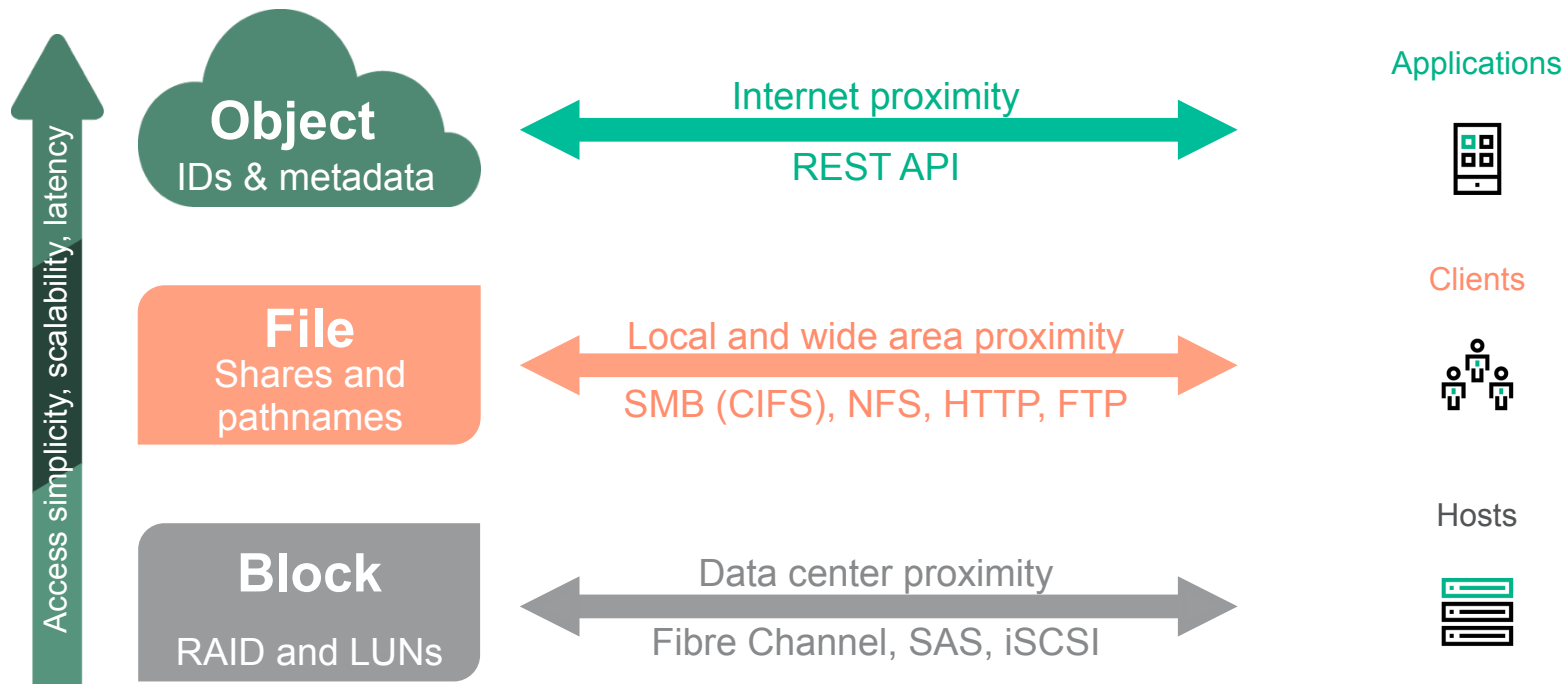 Access simplicity, scalability, latency
Object
IDs & metadata
Internet proximity
REST API
Applications
File
Shares and
pathnames
Local and wide area proximity
SMB (CIFS), NFS, HTTP, FTP
Clients
Block
RAID and LUNs
Data center proximity
Fibre Channel, SAS, iSCSI
Hosts